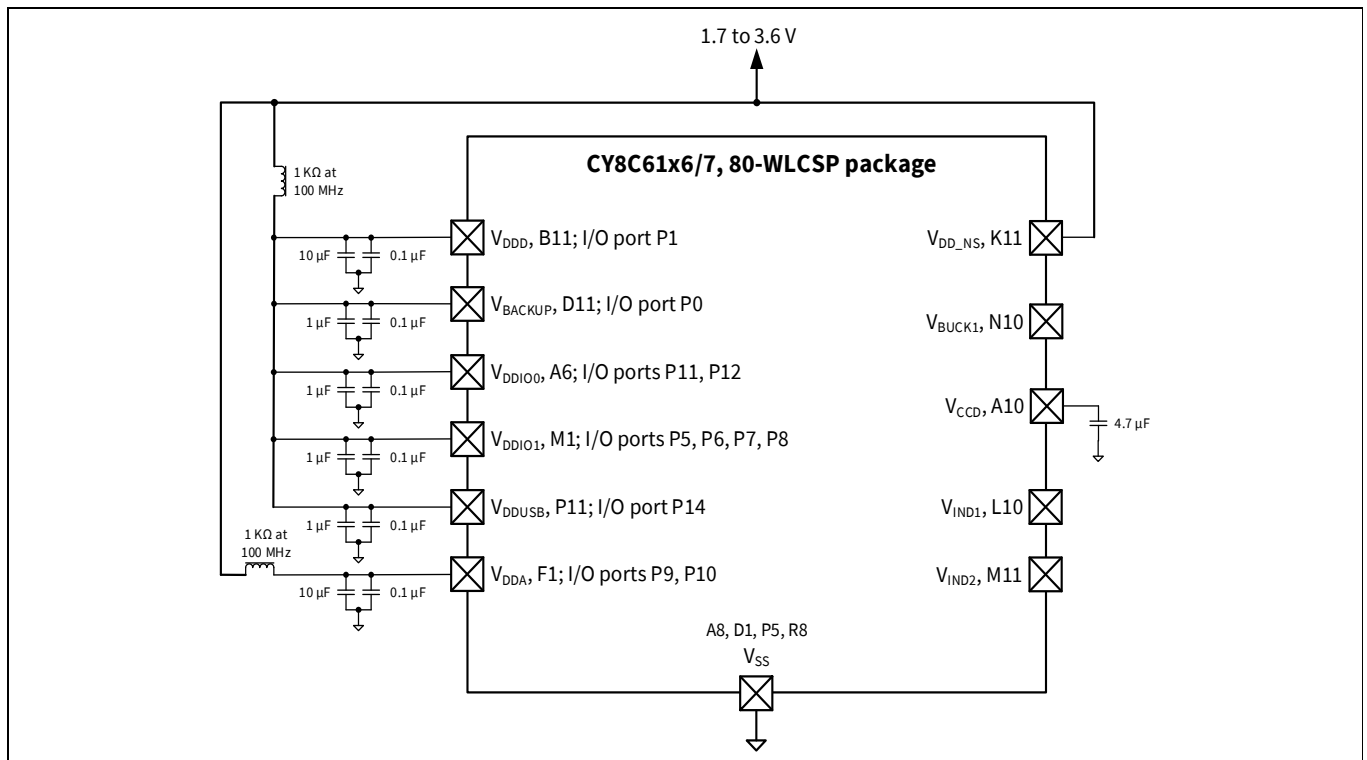 1.7 to 3.6 V
CY8C61x6/7, 80-WLCSP package
1 KΩ at
100 MHz
10 µF
0.1 µF
VDDD, B11; I/O port P1
VDD_NS, K11
1 µF
0.1 µF
VBACKUP, D11; I/O port P0
VBUCK1, N10
1 µF
0.1 µF
VDDIO0, A6; I/O ports P11, P12
VCCD, A10
4.7 µF
1 µF
0.1 µF
VDDIO1, M1; I/O ports P5, P6, P7, P8
1 µF
0.1 µF
VDDUSB, P11; I/O port P14
VIND1, L10
1 KΩ at
100 MHz
10 µF
0.1 µF
VDDA, F1; I/O ports P9, P10
VIND2, M11
A8, D1, P5, R8
VSS